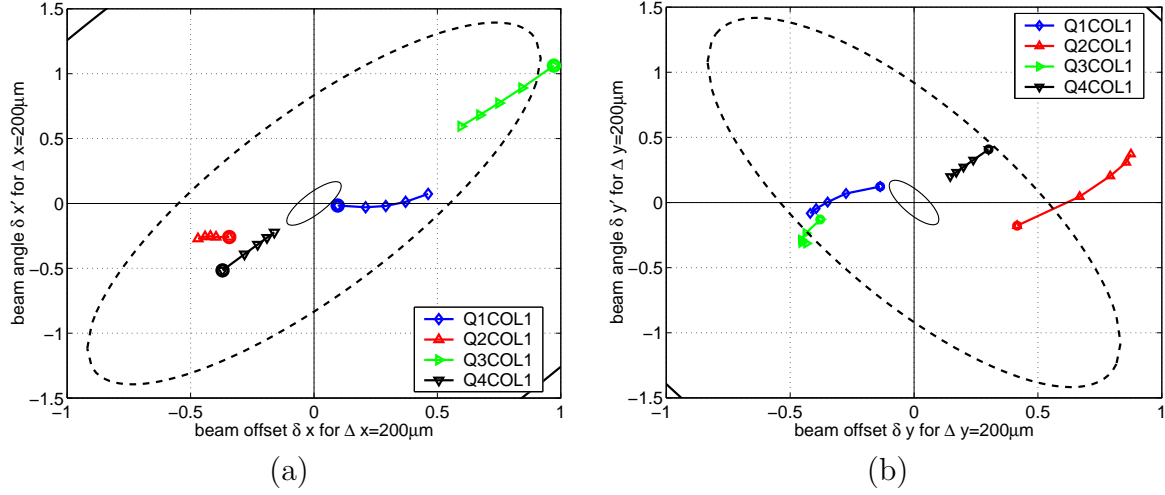 1.5
1
0.5
0
−0.5
−1
−1.5
−1
−0.5
0
0.5
1
beam offset δ x for Δ x=200μm
beam angle δ x′ for Δ x=200μm
Q1COL1
Q2COL1
Q3COL1
Q4COL1
(a)
1.5
1
0.5
0
−0.5
−1
−1.5
−1
−0.5
0
0.5
1
beam offset δ y for Δ y=200μm
beam angle δ y′ for Δ y=200μm
Q1COL1
Q2COL1
Q3COL1
Q4COL1
(b)